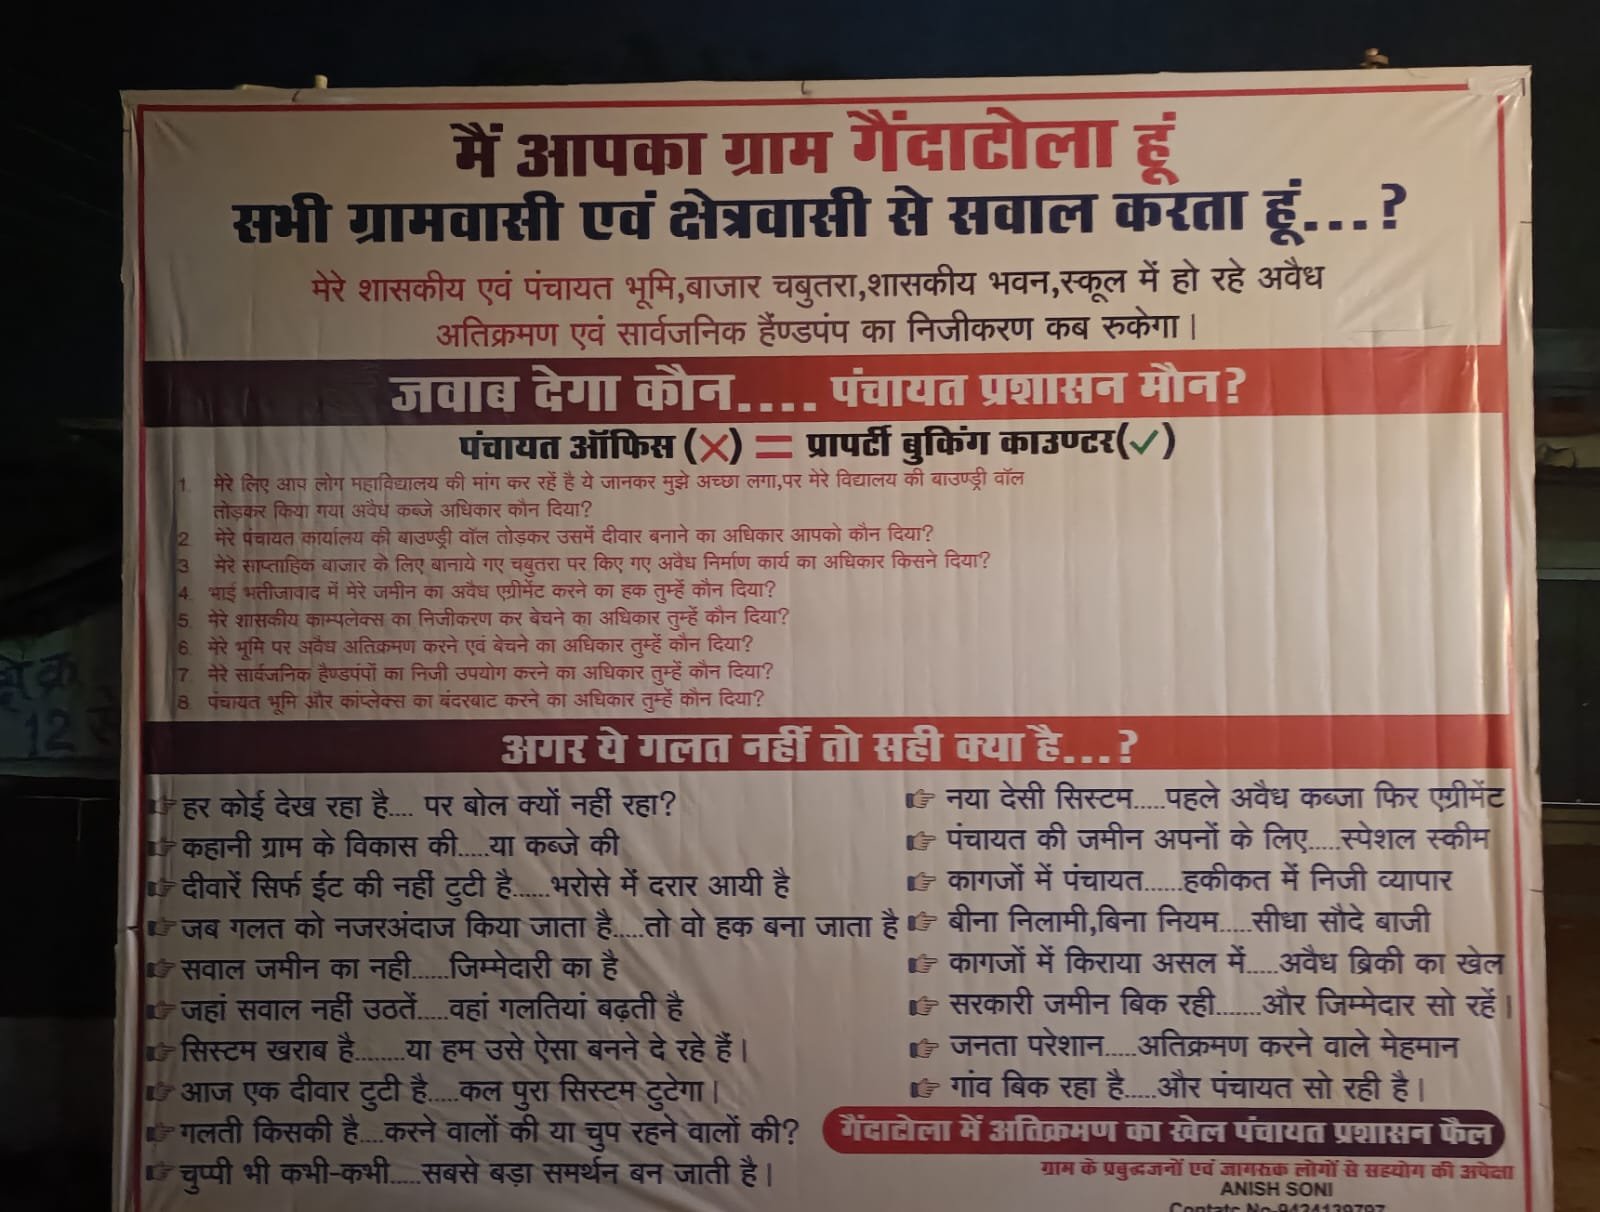 मैं आपका ग्राम गैंदाटोला हूं
सभी ग्रामवासी एवं क्षेत्रवासी से सवाल करता हूं...?
मेरे शासकीय एवं पंचायत भूमि,बाजार चबुतरा,शासकीय भवन,स्कूल में हो रहे अवैध
अतिक्रमण एवं सार्वजनिक हैंण्डपंप का निजीकरण कब रुकेगा।
जवाब देगा कौन.... पंचायत प्रशासन मौन?
पंचायत ऑफिस (❌) = प्रापर्टी बुकिंग काउण्टर(✓)
1. मेरे लिए आप लोग महाविद्यालय की मांग कर रहें है ये जानकर मुझे अच्छा लगा,पर मेरे विद्यालय की बाउण्ड्री वॉल
तोड़कर किया गया अवैध कब्जे अधिकार कौन दिया?
2 मेरे पंचायत कार्यालय की बाउण्ड्री वॉल तोड़कर उसमें दीवार बनाने का अधिकार आपको कौन दिया?
3 मेरे साप्ताहिक बाजार के लिए बानाये गए चबुतरा पर किए गए अवैध निर्माण कार्य का अधिकार किसने दिया?
4. भाई भतीजावाद में मेरे जमीन का अवैध एग्रीमेंट करने का हक तुम्हें कौन दिया?
5. मेरे शासकीय काम्पलेक्स का निजीकरण कर बेचने का अधिकार तुम्हें कौन दिया?
6. मेरे भूमि पर अवैध अतिक्रमण करने एवं बेचने का अधिकार तुम्हें कौन दिया?
7. मेरे सार्वजनिक हैण्डपंपों का निजी उपयोग करने का अधिकार तुम्हें कौन दिया?
8. पंचायत भूमि और कांप्लेक्स का बंदरबाट करने का अधिकार तुम्हें कौन दिया?
अगर ये गलत नहीं तो सही क्या है...?
हर कोई देख रहा है.... पर बोल क्यों नहीं रहा?
कहानी ग्राम के विकास की.....या कब्जे की
दीवारें सिर्फ ईंट की नहीं टुटी है......भरोसे में दरार आयी है
जब गलत को नजरअंदाज किया जाता है.....तो वो हक बना जाता है
सवाल जमीन का नही.....जिम्मेदारी का है
जहां सवाल नहीं उठतें.....वहां गलतियां बढ़ती है
सिस्टम खराब है........या हम उसे ऐसा बनने दे रहे हैं।
आज एक दीवार टुटी है.....कल पुरा सिस्टम टुटेगा।
गलती किसकी है....करने वालों की या चुप रहने वालों की?
चुप्पी भी कभी-कभी.....सबसे बड़ा समर्थन बन जाती है।
नया देसी सिस्टम.....पहले अवैध कब्जा फिर एग्रीमेंट
पंचायत की जमीन अपनों के लिए.....स्पेशल स्कीम
कागजों में पंचायत......हकीकत में निजी व्यापार
बीना निलामी,बिना नियम.....सीधा सौदे बाजी
कागजों में किराया असल में.....अवैध ब्रिकी का खेल
सरकारी जमीन बिक रही.......और जिम्मेदार सो रहें।
जनता परेशान.....अतिक्रमण करने वाले मेहमान
गांव बिक रहा है.....और पंचायत सो रही है।
गैंदाटोला में अतिक्रमण का खेल पंचायत प्रशासन फैल
ग्राम के प्रबुद्धजनों एवं जागरुक लोगों से सहयोग की अपेक्षा
ANISH SONI
Contatc No-9424139797
12